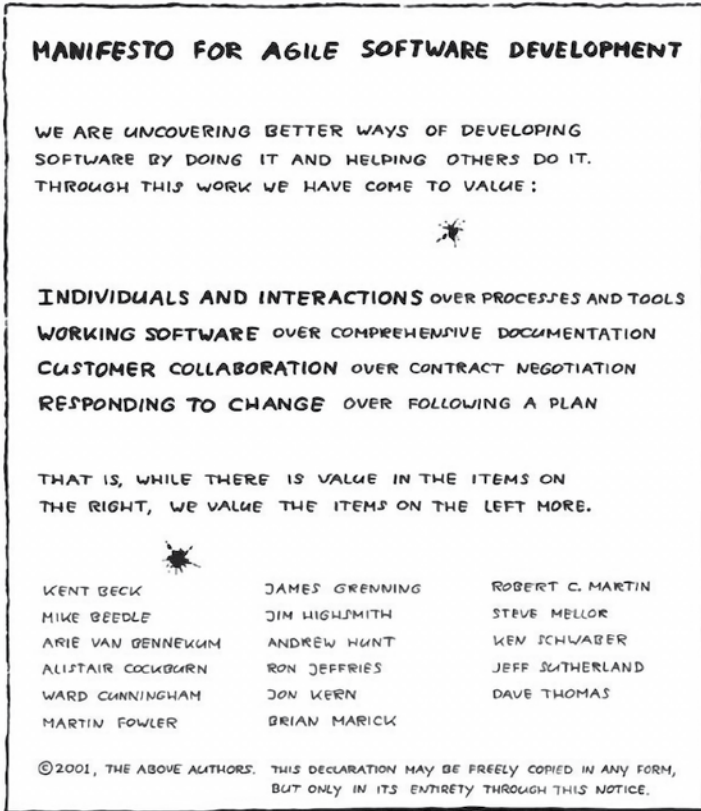 MANIFESTO FOR AGILE SOFTWARE DEVELOPMENT
WE ARE UNCOVERING BETTER WAYS OF DEVELOPING
SOFTWARE BY DOING IT AND HELPING OTHERS DO IT.
THROUGH THIS WORK WE HAVE COME TO VALUE:
INDIVIDUALS AND INTERACTIONS OVER PROCESSES AND TOOLS
WORKING SOFTWARE OVER COMPREHENSIVE DOCUMENTATION
CUSTOMER COLLABORATION OVER CONTRACT NEGOTIATION
RESPONDING TO CHANGE OVER FOLLOWING A PLAN
THAT IS, WHILE THERE IS VALUE IN THE ITEMS ON
THE RIGHT, WE VALUE THE ITEMS ON THE LEFT MORE.
KENT BECK
MIKE BEEDLE
ARIE VAN BENNEKUM
ALISTAIR COCKBURN
WARD CUNNINGHAM
MARTIN FOWLER
JAMES GRENNING
JIM HIGHSMITH
ANDREW HUNT
RON JEFFRIES
JON KERN
BRIAN MARICK
ROBERT C. MARTIN
STEVE MELLOR
KEN SCHWABER
JEFF SUTHERLAND
DAVE THOMAS
©2001, THE ABOVE AUTHORS. THIS DECLARATION MAY BE FREELY COPIED IN ANY FORM,
BUT ONLY IN ITS ENTIRETY THROUGH THIS NOTICE.